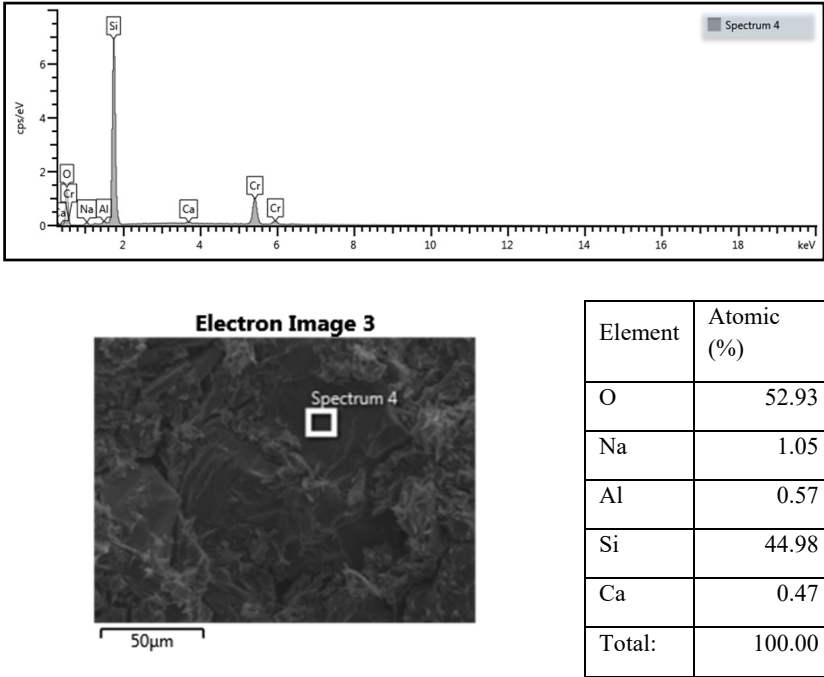 Spectrum 4
cps/eV
6
4
2
0
Si
O
Cr
Na
Al
Ca
Cr
Cr
2
4
6
8
10
12
14
16
18
keV
Electron Image 3
Spectrum 4
50µm
Element Atomic (%)
O 52.93
Na 1.05
Al 0.57
Si 44.98
Ca 0.47
Total: 100.00